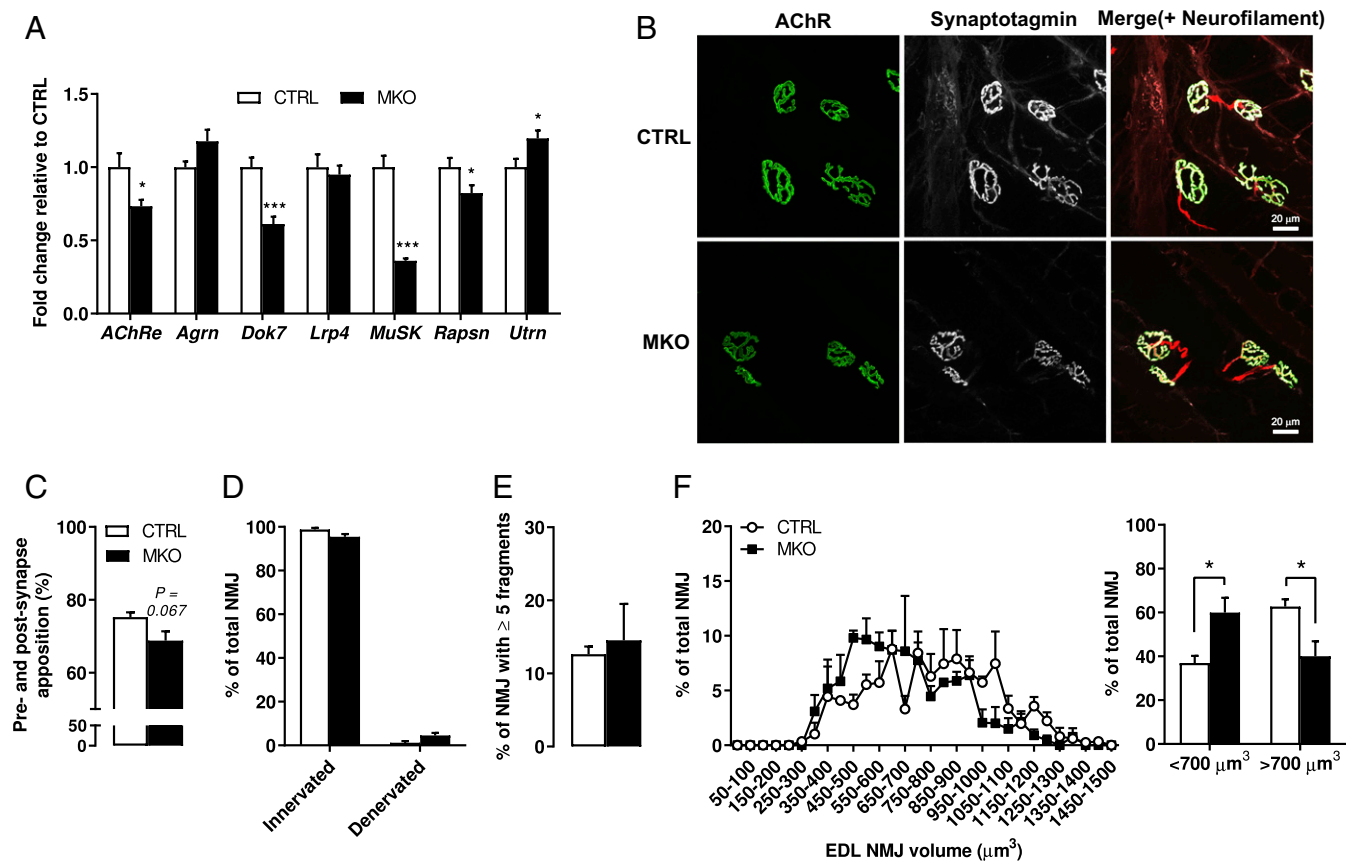 A
Fold change relative to CTRL
1.5
1.0
0.5
0.0
CTRL
MKO
*
***
***
*
*
AChRe Agrn Dok7 Lrp4 MuSK Rapsn Utrn
B
AChR Synaptotagmin Merge(+ Neurofilament)
CTRL
20 μm
MKO
20 μm
C
Pre- and post-synapse
apposition (%)
100
80
60
50
0
CTRL
MKO
P =
0.067
D
% of total NMJ
100
80
60
40
20
0
Innervated
Denervated
E
% of NMJ with ≥ 5 fragments
30
20
10
0
F
% of total NMJ
20
15
10
5
0
CTRL
MKO
50-100
150-200
250-300
350-400
450-500
550-600
650-700
750-800
850-900
950-1000
1050-1100
1150-1200
1250-1300
1350-1400
1450-1500
EDL NMJ volume (μm³)
% of total NMJ
100
80
60
40
20
0
*
*
<700 μm³ >700 μm³